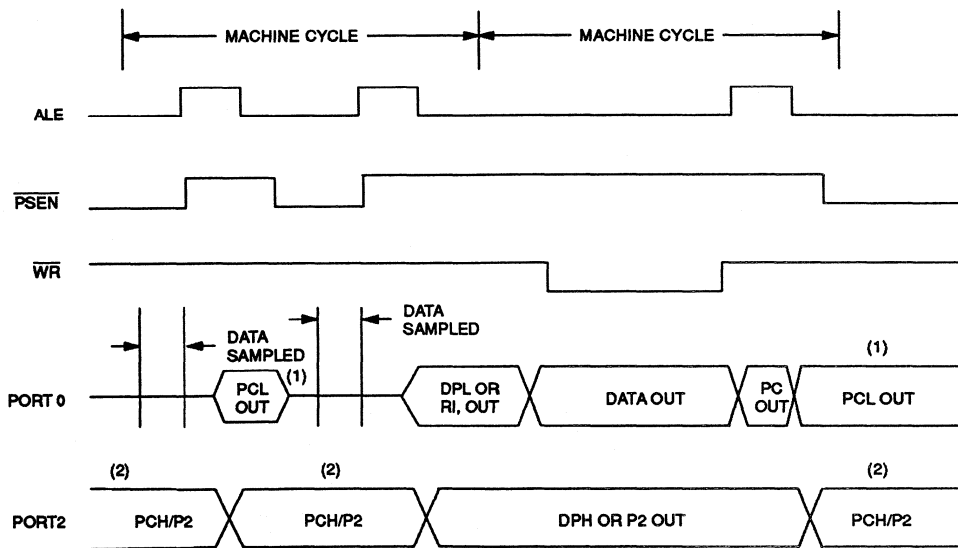 MACHINE CYCLE
MACHINE CYCLE
ALE
PSEN
WR
DATA
SAMPLED
DATA
SAMPLED
PORT 0
PCL
OUT
(1)
DPL OR
RI, OUT
DATA OUT
PC
OUT
(1)
PCL OUT
PORT2
(2)
PCH/P2
(2)
PCH/P2
DPH OR P2 OUT
(2)
PCH/P2